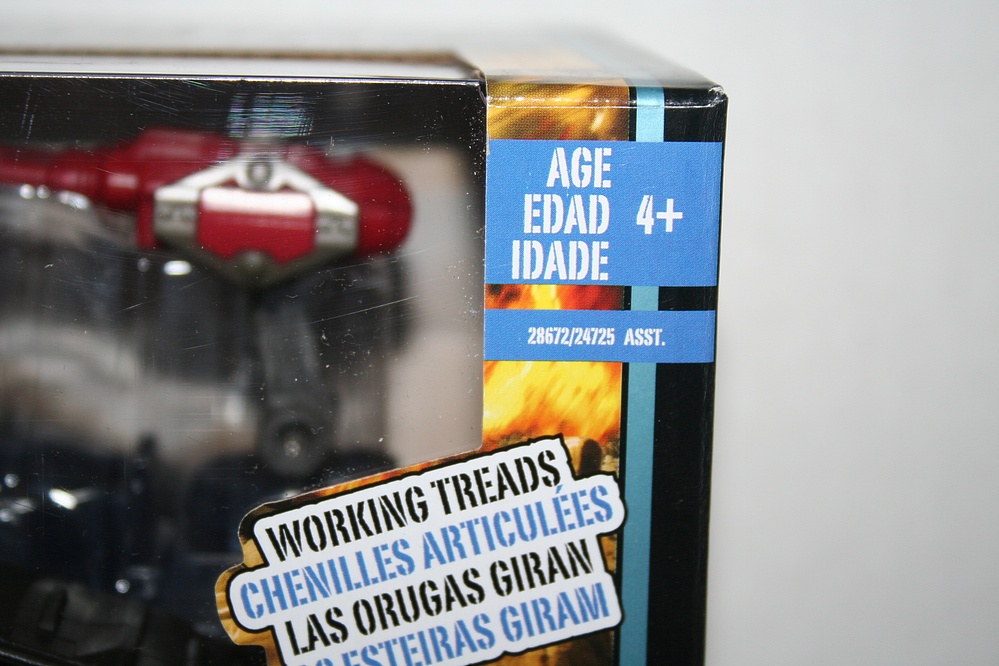 AGE
EDAD 4+
IDADE
28672/24725 ASST.
WORKING TREADS
CHENILLES ARTICULÉES
LAS ORUGAS GIRAN
ESTEIRAS GIRAM